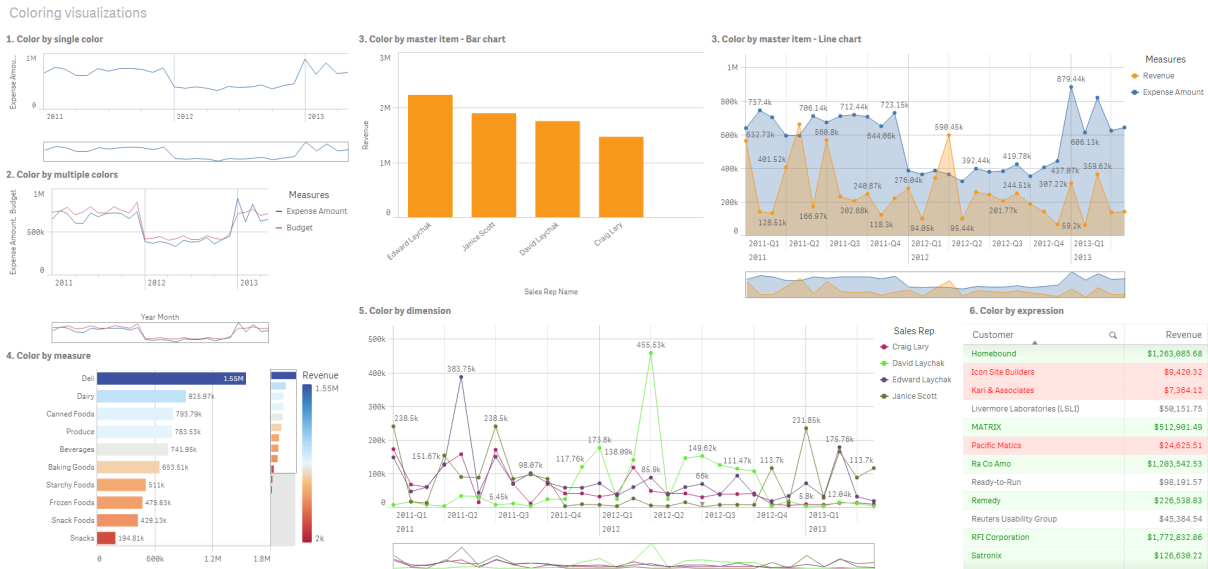 Coloring visualizations
1. Color by single color
Expense Amou...
1M
0
2011
2012
2013
2. Color by multiple colors
Expense Amount, Budget
1M
500k
0
2011
2012
2013
Year Month
Measures
Expense Amount
Budget
3. Color by master item - Bar chart
Revenue
3M
2M
1M
0
Edward Laychak
Janice Scott
David Laychak
Craig Lary
Sales Rep Name
3. Color by master item - Line chart
1M
800k
600k
400k
200k
0
737.4k
632.73k
401.52k
128.51k
706.14k
560.8k
166.97k
712.44k
723.15k
644.06k
240.87k
202.68k
118.3k
276.04k
94.05k
590.45k
95.44k
392.44k
419.78k
244.51k
201.77k
307.22k
437.07k
879.44k
606.13k
359.62k
59.2k
2011-Q1
2011-Q2
2011-Q3
2011-Q4
2012-Q1
2012-Q2
2012-Q3
2012-Q4
2013-Q1
2011
2012
2013
Measures
Revenue
Expense Amount
4. Color by measure
Deli
1.55M
Dairy
925.97k
Canned Foods
793.79k
Produce
783.53k
Beverages
741.95k
Baking Goods
653.51k
Starchy Foods
511k
Frozen Foods
475.63k
Snack Foods
429.13k
Snacks
194.81k
0
600k
1.2M
1.8M
Revenue
1.55M
2k
5. Color by dimension
500k
400k
300k
200k
100k
0
238.5k
151.67k
383.75k
238.5k
5.45k
98.07k
117.76k
173.8k
138.09k
455.53k
85.9k
149.62k
66k
111.47k
113.7k
231.85k
5.8k
175.76k
12.04k
113.7k
2011-Q1
2011-Q2
2011-Q3
2011-Q4
2012-Q1
2012-Q2
2012-Q3
2012-Q4
2013-Q1
2011
2012
2013
Sales Rep
Craig Lary
David Laychak
Edward Laychak
Janice Scott
6. Color by expression
Customer Revenue
Homebound $1,263,085.68
Icon Site Builders $9,420.32
Kari & Associates $7,364.12
Livermore Laboratories (LSLI) $50,151.75
MATRIX $512,901.49
Pacific Matics $24,625.51
Ra Co Amo $1,203,542.53
Ready-to-Run $98,191.57
Remedy $226,538.83
Reuters Usability Group $45,384.54
RFI Corporation $1,772,832.86
Satronix $126,630.22